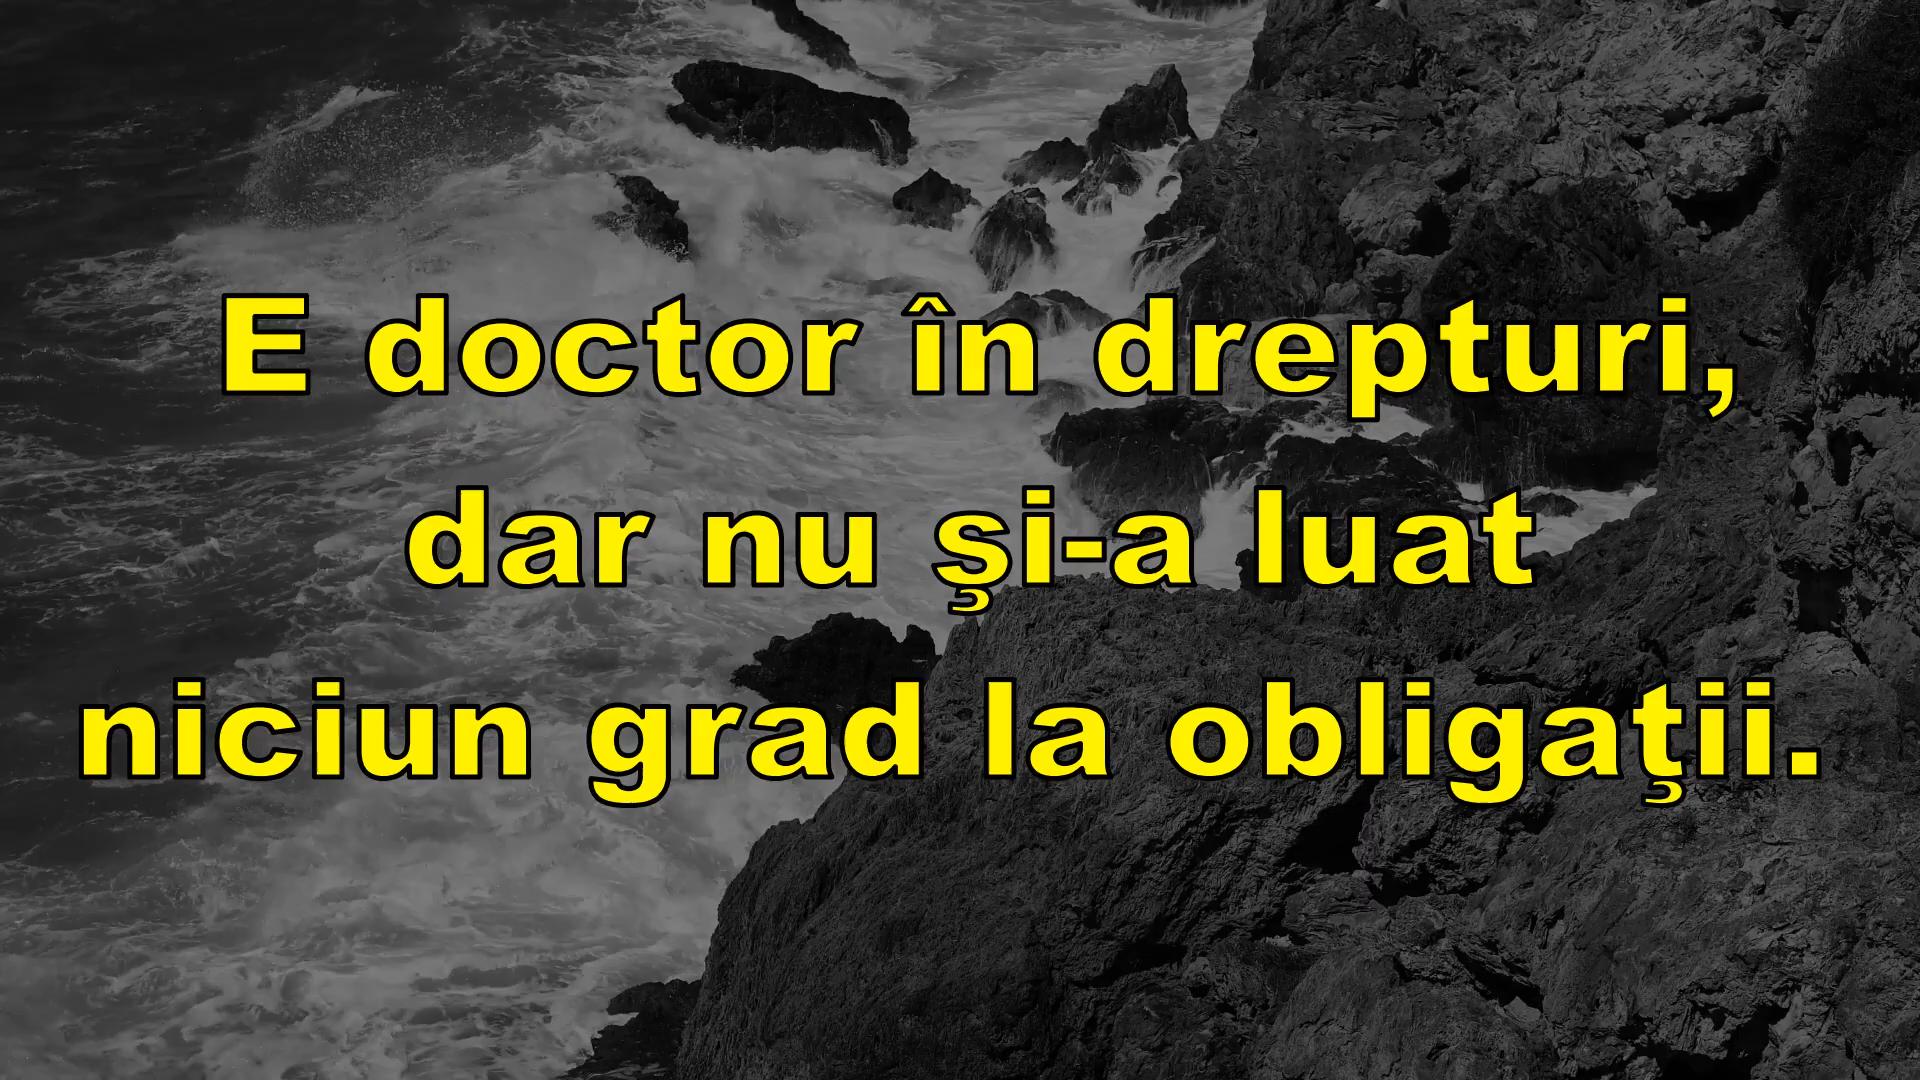 E doctor în drepturi,
dar nu şi-a luat
niciun grad la obligaţii.